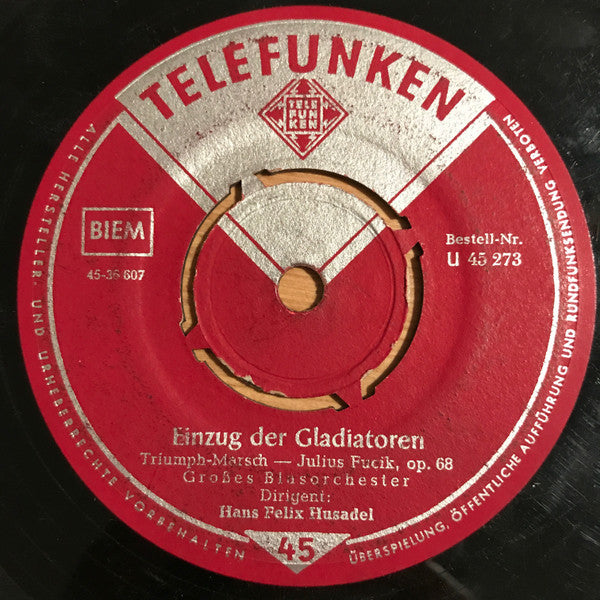 TELEFUNKEN
TELE
FUN
KEN
BIEM
45-36 607
Bestell-Nr.
U 45 273
Einzug der Gladiatoren
Triumph-Marsch — Julius Fucik, op. 68
Großes Blasorchester
Dirigent:
Hans Felix Husadel
45
ALLE HERSTELLER- UND URHEBERRECHTE VORBEHALTEN
ÜBERSPIELUNG, ÖFFENTLICHE AUFFÜHRUNG UND RUNDFUNKSENDUNG VERBOTEN